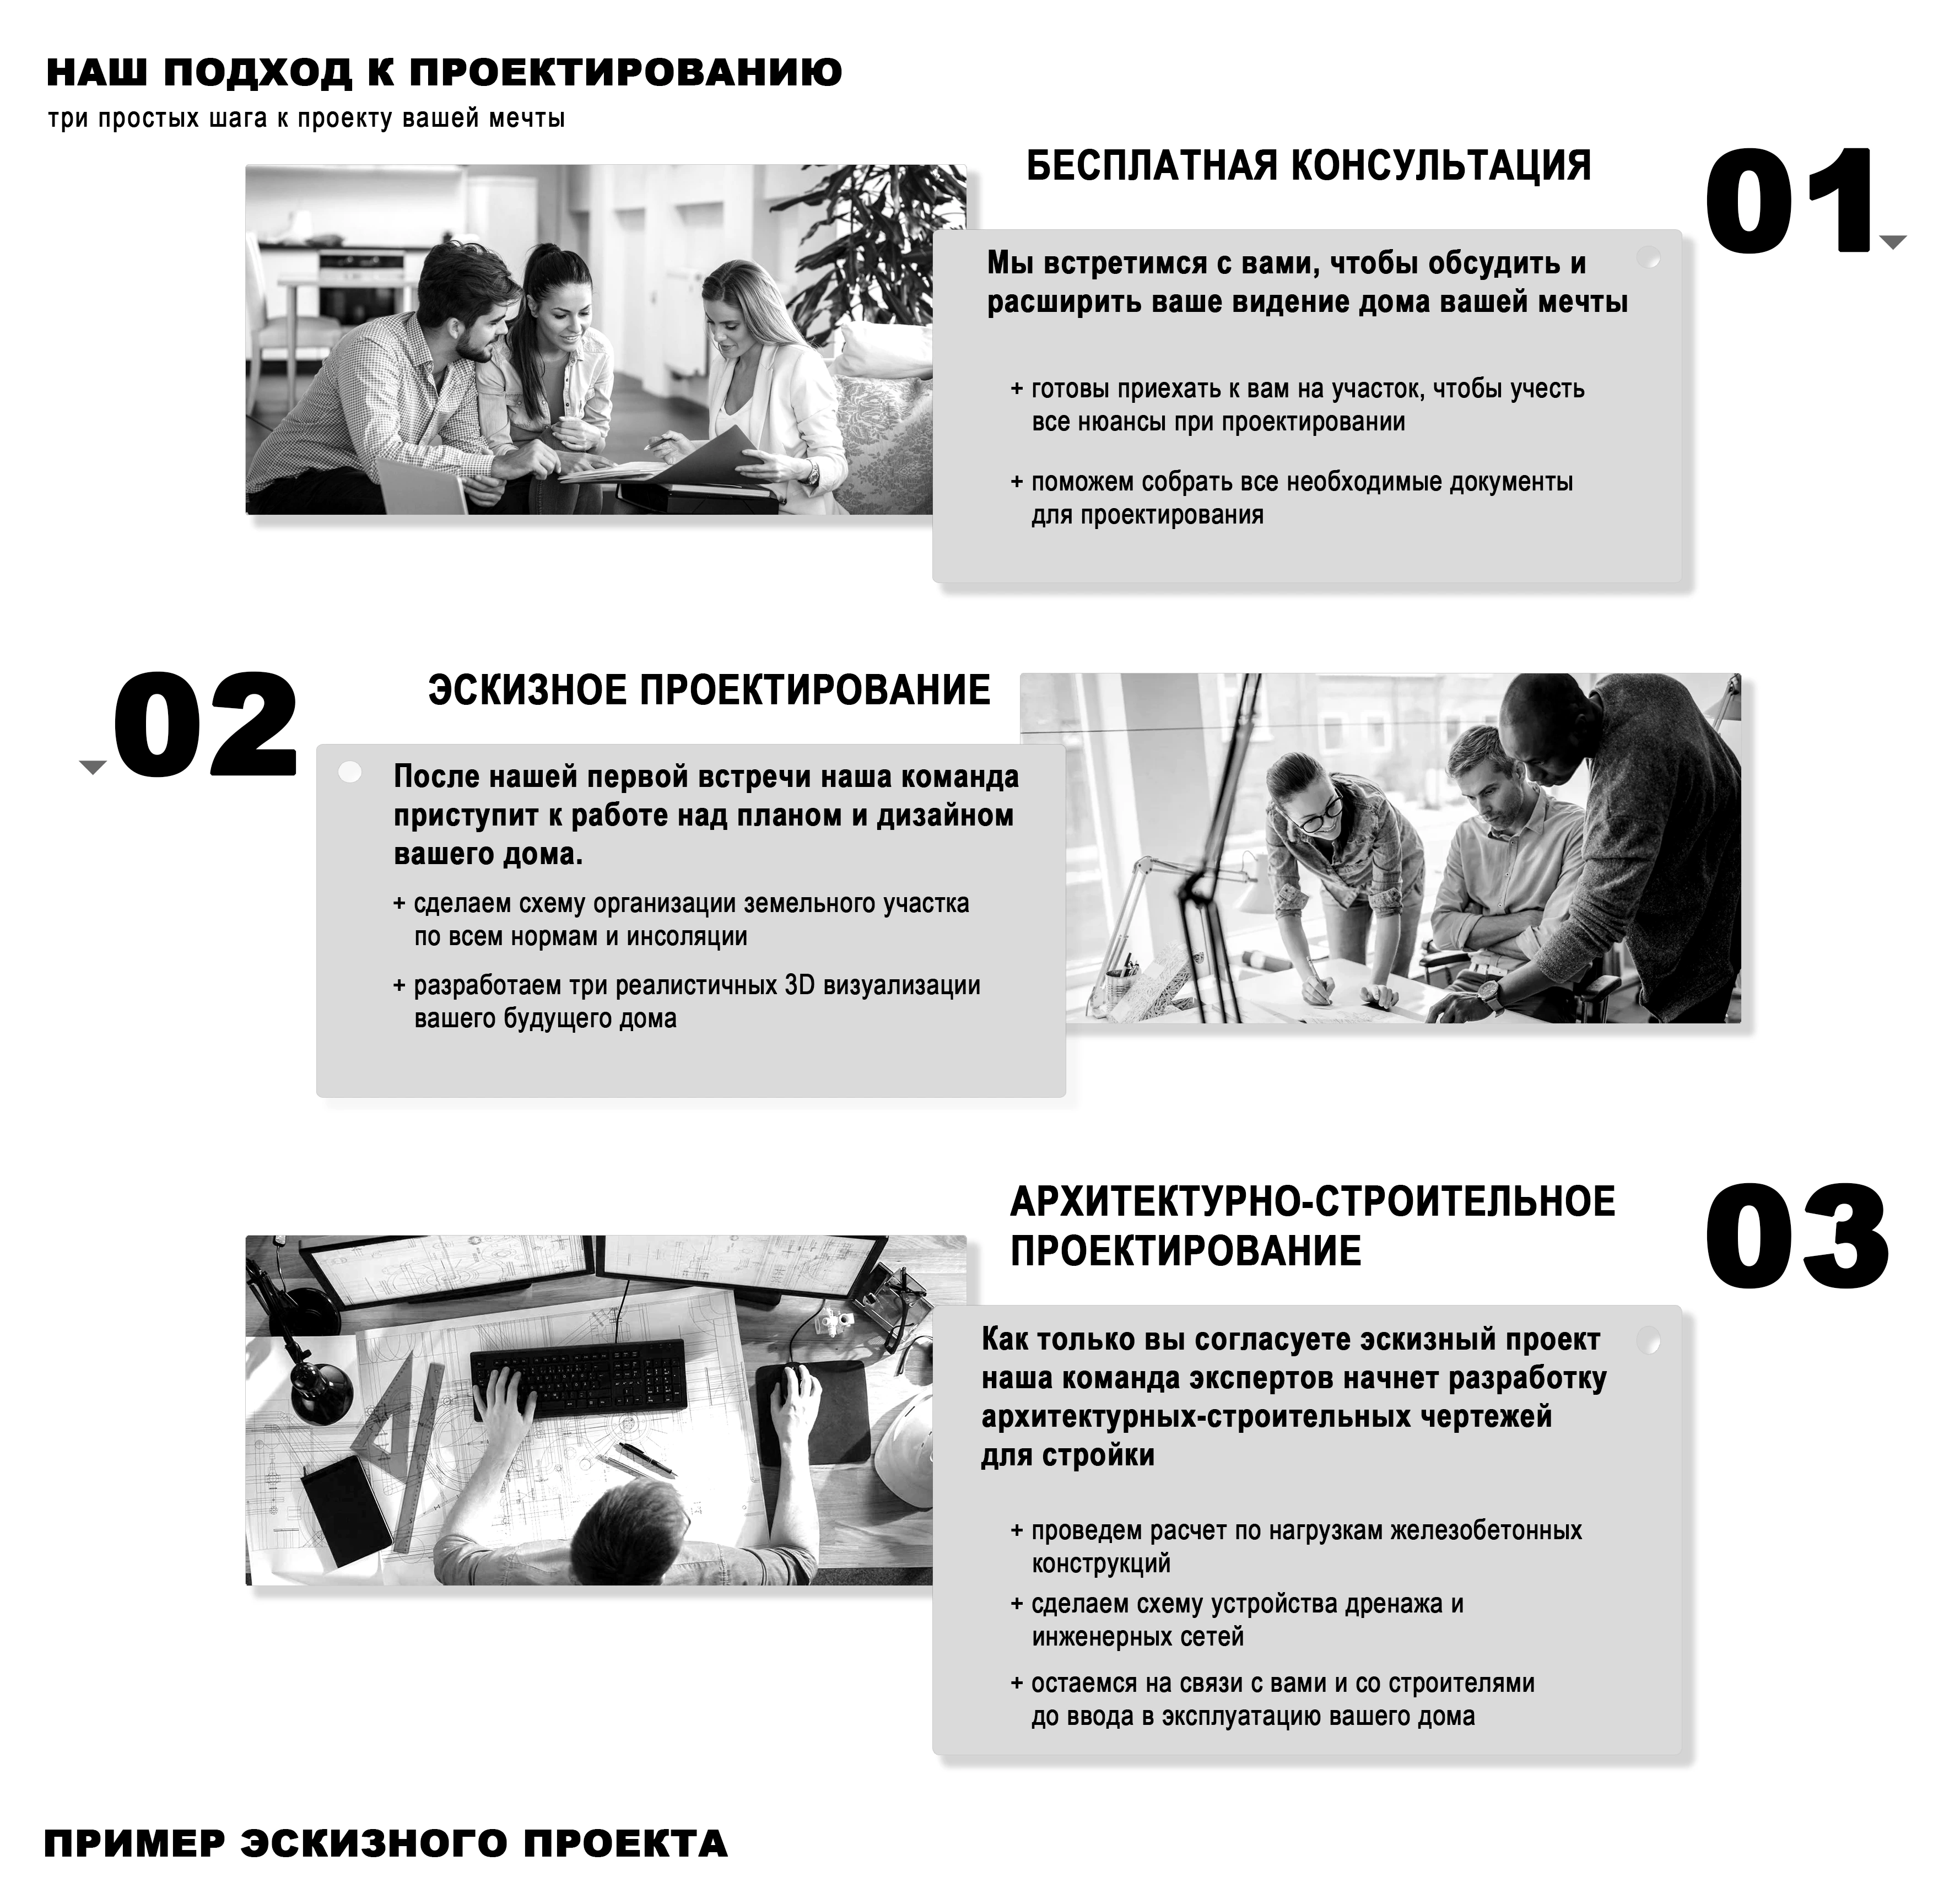 НАШ ПОДХОД К ПРОЕКТИРОВАНИЮ
три простых шага к проекту вашей мечты
БЕСПЛАТНАЯ КОНСУЛЬТАЦИЯ
01
Мы встретимся с вами, чтобы обсудить и
расширить ваше видение дома вашей мечты
+ готовы приехать к вам на участок, чтобы учесть
все нюансы при проектировании
+ поможем собрать все необходимые документы
для проектирования
02
ЭСКИЗНОЕ ПРОЕКТИРОВАНИЕ
После нашей первой встречи наша команда
приступит к работе над планом и дизайном
вашего дома.
+ сделаем схему организации земельного участка
по всем нормам и инсоляции
+ разработаем три реалистичных 3D визуализации
вашего будущего дома
АРХИТЕКТУРНО-СТРОИТЕЛЬНОЕ
ПРОЕКТИРОВАНИЕ
03
Как только вы согласуете эскизный проект
наша команда экспертов начнет разработку
архитектурных-строительных чертежей
для стройки
+ проведем расчет по нагрузкам железобетонных
конструкций
+ сделаем схему устройства дренажа и
инженерных сетей
+ остаемся на связи с вами и со строителями
до ввода в эксплуатацию вашего дома
ПРИМЕР ЭСКИЗНОГО ПРОЕКТА